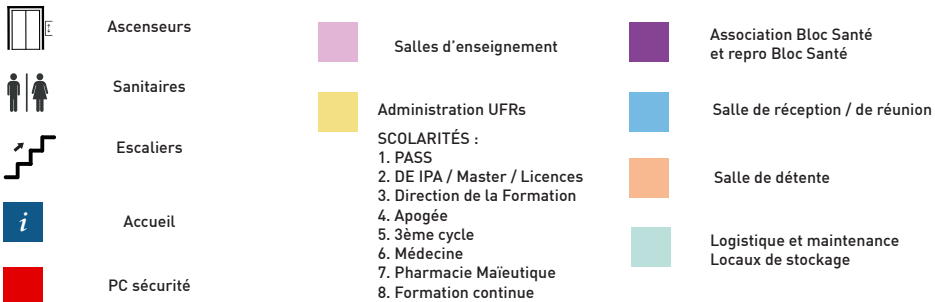 Ascenseurs
Sanitaires
Escaliers
i
Accueil
PC sécurité
Salles d'enseignement
Administration UFRs
SCOLARITÉS :
1. PASS
2. DE IPA / Master / Licences
3. Direction de la Formation
4. Apogée
5. 3ème cycle
6. Médecine
7. Pharmacie Maïeutique
8. Formation continue
Association Bloc Santé
et repro Bloc Santé
Salle de réception / de réunion
Salle de détente
Logistique et maintenance
Locaux de stockage